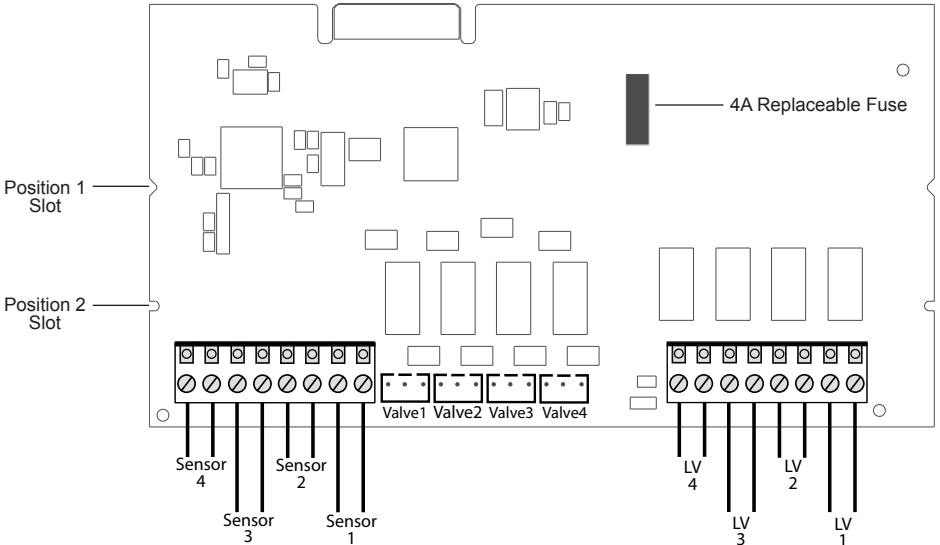 4A Replaceable Fuse
Position 1
Slot
Position 2
Slot
Valve1 Valve2 Valve3 Valve4
Sensor
4
Sensor
2
LV
4
LV
2
Sensor
3
Sensor
1
LV
3
LV
1